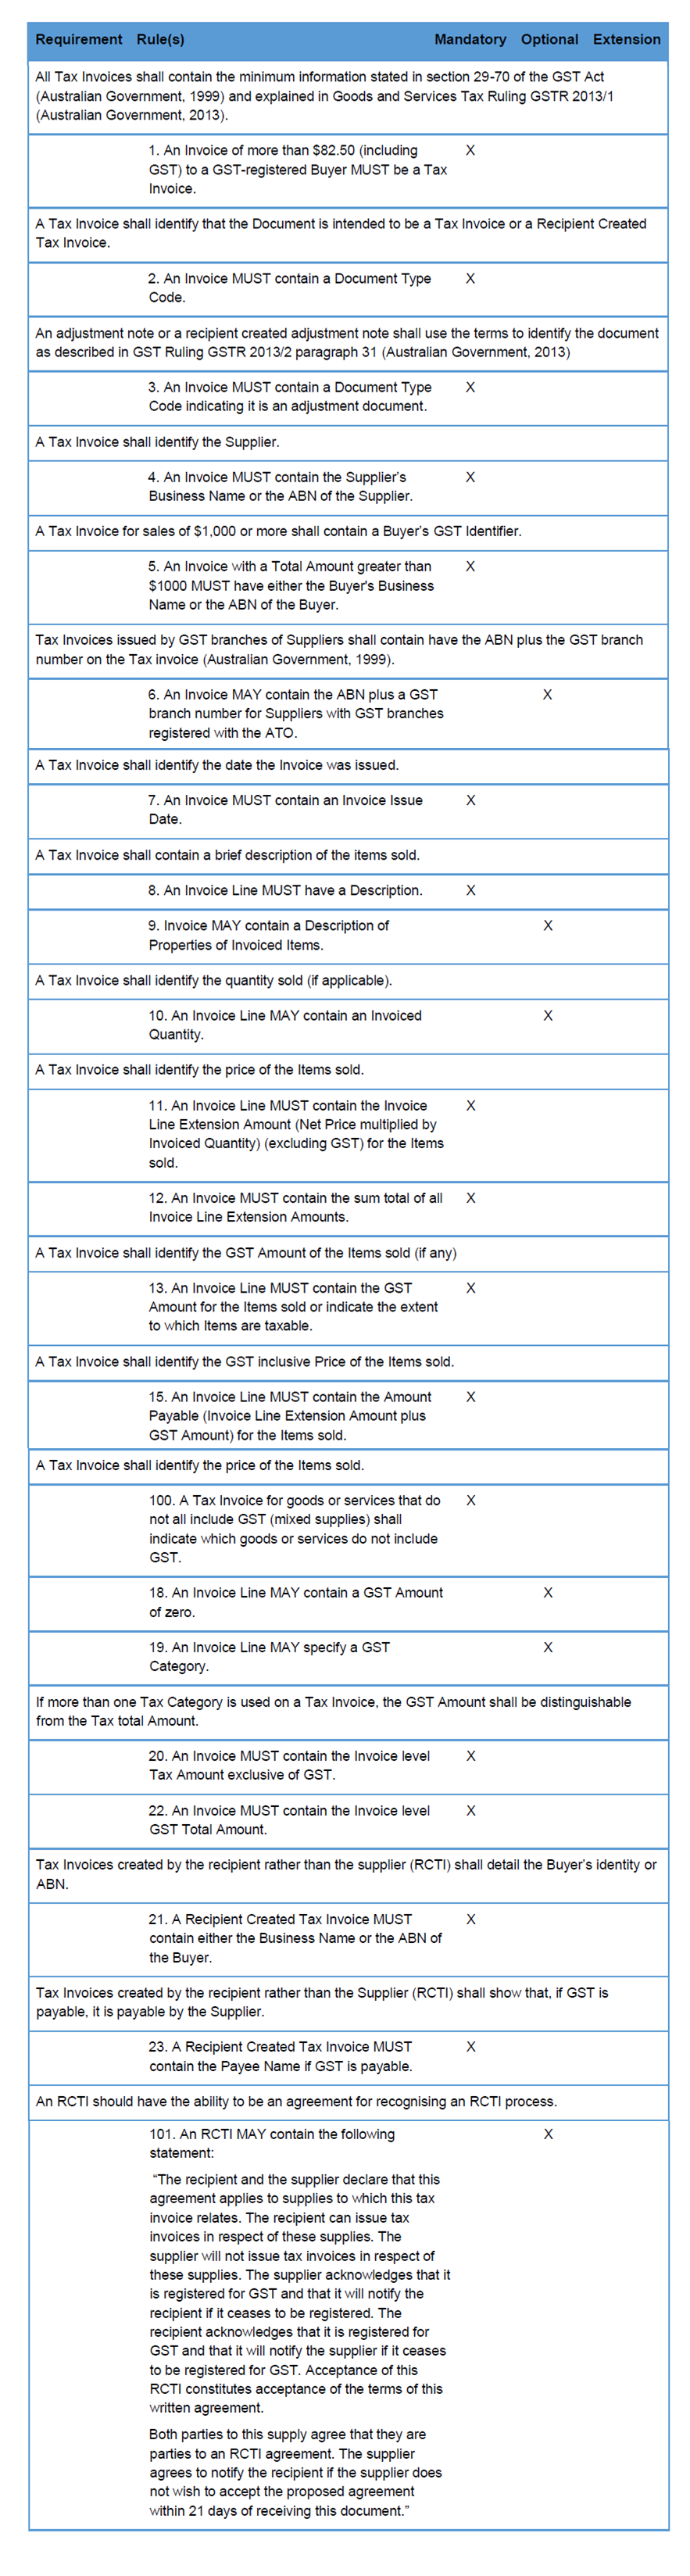 Requirement Rule(s) Mandatory Optional Extension
All Tax Invoices shall contain the minimum information stated in section 29-70 of the GST Act
(Australian Government, 1999) and explained in Goods and Services Tax Ruling GSTR 2013/1
(Australian Government, 2013).
1. An Invoice of more than $82.50 (including X
GST) to a GST-registered Buyer MUST be a Tax
Invoice.
A Tax Invoice shall identify that the Document is intended to be a Tax Invoice or a Recipient Created
Tax Invoice.
2. An Invoice MUST contain a Document Type X
Code.
An adjustment note or a recipient created adjustment note shall use the terms to identify the document
as described in GST Ruling GSTR 2013/2 paragraph 31 (Australian Government, 2013)
3. An Invoice MUST contain a Document Type X
Code indicating it is an adjustment document.
A Tax Invoice shall identify the Supplier.
4. An Invoice MUST contain the Supplier's X
Business Name or the ABN of the Supplier.
A Tax Invoice for sales of $1,000 or more shall contain a Buyer's GST Identifier.
5. An Invoice with a Total Amount greater than X
$1000 MUST have either the Buyer's Business
Name or the ABN of the Buyer.
Tax Invoices issued by GST branches of Suppliers shall contain have the ABN plus the GST branch
number on the Tax invoice (Australian Government, 1999).
6. An Invoice MAY contain the ABN plus a GST X
branch number for Suppliers with GST branches
registered with the ATO.
A Tax Invoice shall identify the date the Invoice was issued.
7. An Invoice MUST contain an Invoice Issue X
Date.
A Tax Invoice shall contain a brief description of the items sold.
8. An Invoice Line MUST have a Description. X
9. Invoice MAY contain a Description of X
Properties of Invoiced Items.
A Tax Invoice shall identify the quantity sold (if applicable).
10. An Invoice Line MAY contain an Invoiced X
Quantity.
A Tax Invoice shall identify the price of the Items sold.
11. An Invoice Line MUST contain the Invoice X
Line Extension Amount (Net Price multiplied by
Invoiced Quantity) (excluding GST) for the Items
sold.
12. An Invoice MUST contain the sum total of all X
Invoice Line Extension Amounts.
A Tax Invoice shall identify the GST Amount of the Items sold (if any)
13. An Invoice Line MUST contain the GST X
Amount for the Items sold or indicate the extent
to which Items are taxable.
A Tax Invoice shall identify the GST inclusive Price of the Items sold.
15. An Invoice Line MUST contain the Amount X
Payable (Invoice Line Extension Amount plus
GST Amount) for the Items sold.
A Tax Invoice shall identify the price of the Items sold.
100. A Tax Invoice for goods or services that do X
not all include GST (mixed supplies) shall
indicate which goods or services do not include
GST.
18. An Invoice Line MAY contain a GST Amount X
of zero.
19. An Invoice Line MAY specify a GST X
Category.
If more than one Tax Category is used on a Tax Invoice, the GST Amount shall be distinguishable
from the Tax total Amount.
20. An Invoice MUST contain the Invoice level X
Tax Amount exclusive of GST.
22. An Invoice MUST contain the Invoice level X
GST Total Amount.
Tax Invoices created by the recipient rather than the supplier (RCTI) shall detail the Buyer's identity or
ABN.
21. A Recipient Created Tax Invoice MUST X
contain either the Business Name or the ABN of
the Buyer.
Tax Invoices created by the recipient rather than the Supplier (RCTI) shall show that, if GST is
payable, it is payable by the Supplier.
23. A Recipient Created Tax Invoice MUST X
contain the Payee Name if GST is payable.
An RCTI should have the ability to be an agreement for recognising an RCTI process.
101. An RCTI MAY contain the following X
statement:
“The recipient and the supplier declare that this
agreement applies to supplies to which this tax
invoice relates. The recipient can issue tax
invoices in respect of these supplies. The
supplier will not issue tax invoices in respect of
these supplies. The supplier acknowledges that it
is registered for GST and that it will notify the
recipient if it ceases to be registered. The
recipient acknowledges that it is registered for
GST and that it will notify the supplier if it ceases
to be registered for GST. Acceptance of this
RCTI constitutes acceptance of the terms of this
written agreement.
Both parties to this supply agree that they are
parties to an RCTI agreement. The supplier
agrees to notify the recipient if the supplier does
not wish to accept the proposed agreement
within 21 days of receiving this document.”